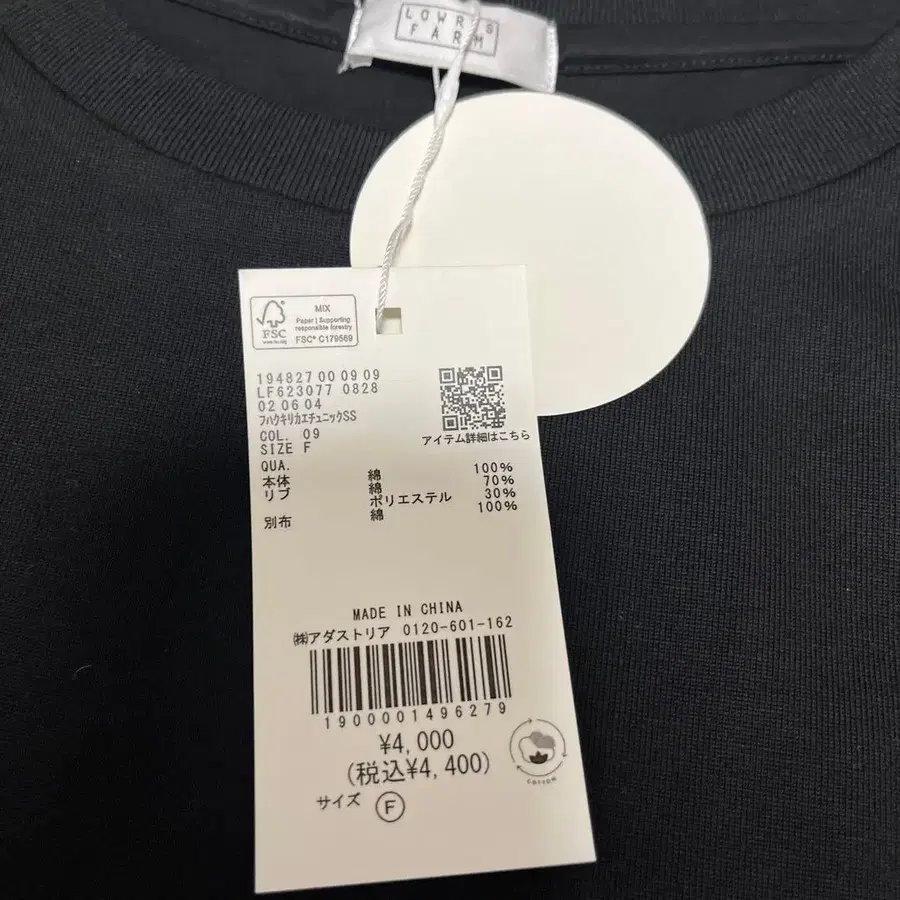 LOWRYS
FARM
MIX
Paper | Supporting
responsible forestry
FSC
www.fsc.org
FSC® C179569
194827 00 09 09
LF623077 0828
02 06 04
ﾌﾊｸｷﾘｶｴﾁｭﾆｯｸSS
COL. 09
SIZE F
アイテム詳細はこちら
QUA.
本体 綿 100%
リブ 綿 70%
ポリエステル 30%
別布 綿 100%
MADE IN CHINA
㈱アダストリア 0120-601-162
1900001496279
¥4,000
(税込¥4,400)
サイズ F
cotton